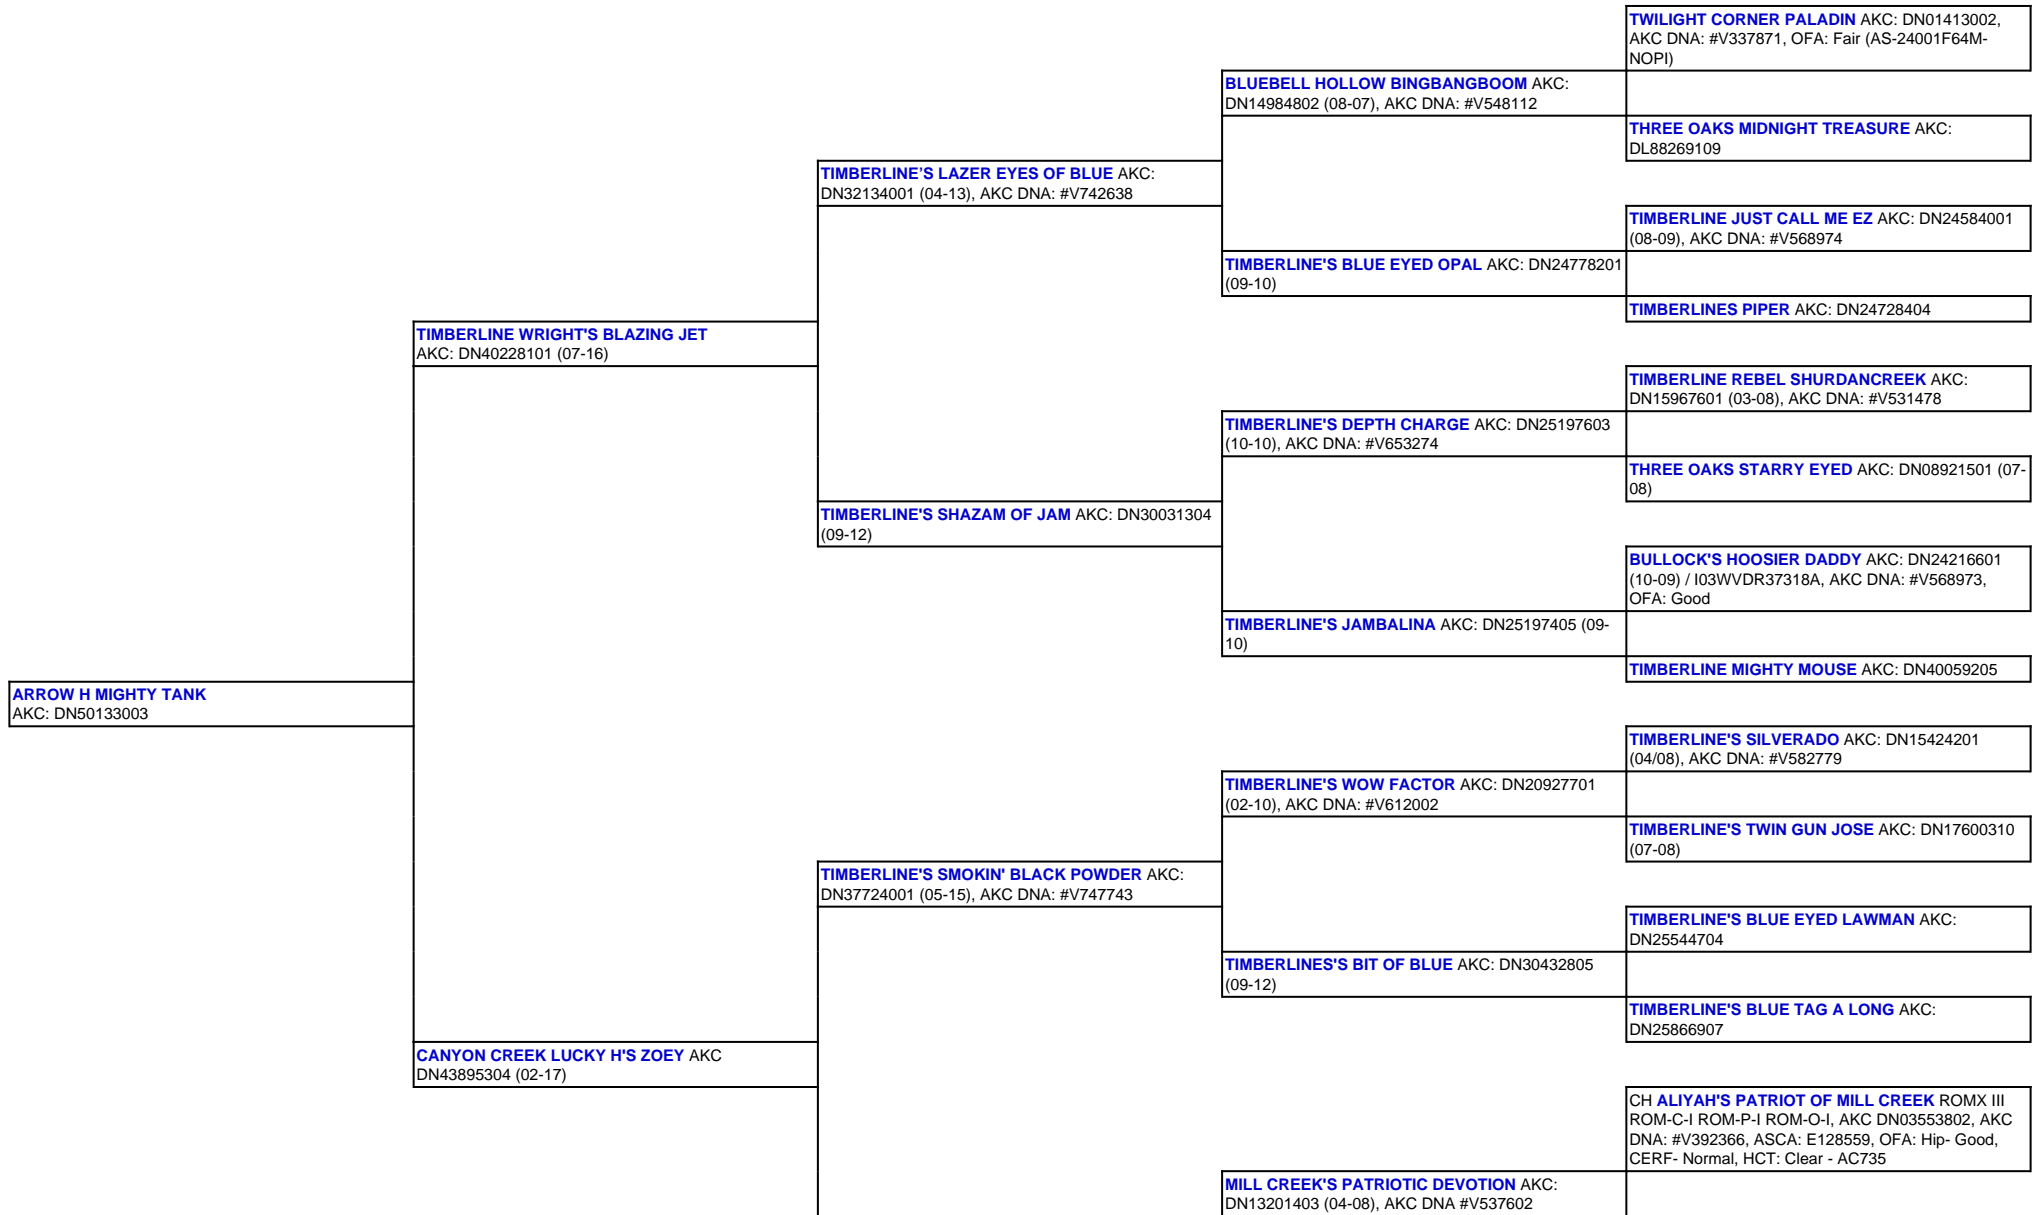 TWILIGHT CORNER PALADIN AKC: DN01413002,
AKC DNA: #V337871, OFA: Fair (AS-24001F64M-
NOPI)
BLUEBELL HOLLOW BINGBANGBOOM AKC:
DN14984802 (08-07), AKC DNA: #V548112
THREE OAKS MIDNIGHT TREASURE AKC:
DL88269109
TIMBERLINE'S LAZER EYES OF BLUE AKC:
DN32134001 (04-13), AKC DNA: #V742638
TIMBERLINE JUST CALL ME EZ AKC: DN24584001
(08-09), AKC DNA: #V568974
TIMBERLINE'S BLUE EYED OPAL AKC: DN24778201
(09-10)
TIMBERLINES PIPER AKC: DN24728404
TIMBERLINE WRIGHT'S BLAZING JET
AKC: DN40228101 (07-16)
TIMBERLINE REBEL SHURDANCREEK AKC:
DN15967601 (03-08), AKC DNA: #V531478
TIMBERLINE'S DEPTH CHARGE AKC: DN25197603
(10-10), AKC DNA: #V653274
THREE OAKS STARRY EYED AKC: DN08921501 (07-
08)
TIMBERLINE'S SHAZAM OF JAM AKC: DN30031304
(09-12)
BULLOCK'S HOOSIER DADDY AKC: DN24216601
(10-09) / I03WVDR37318A, AKC DNA: #V568973,
OFA: Good
TIMBERLINE'S JAMBALINA AKC: DN25197405 (09-
10)
TIMBERLINE MIGHTY MOUSE AKC: DN40059205
ARROW H MIGHTY TANK
AKC: DN50133003
TIMBERLINE'S SILVERADO AKC: DN15424201
(04/08), AKC DNA: #V582779
TIMBERLINE'S WOW FACTOR AKC: DN20927701
(02-10), AKC DNA: #V612002
TIMBERLINE'S TWIN GUN JOSE AKC: DN17600310
(07-08)
TIMBERLINE'S SMOKIN' BLACK POWDER AKC:
DN37724001 (05-15), AKC DNA: #V747743
TIMBERLINE'S BLUE EYED LAWMAN AKC:
DN25544704
TIMBERLINES'S BIT OF BLUE AKC: DN30432805
(09-12)
TIMBERLINE'S BLUE TAG A LONG AKC:
DN25866907
CANYON CREEK LUCKY H'S ZOEY AKC
DN43895304 (02-17)
CH ALIYAH'S PATRIOT OF MILL CREEK ROMX III
ROM-C-I ROM-P-I ROM-O-I, AKC DN03553802, AKC
DNA: #V392366, ASCA: E128559, OFA: Hip- Good,
CERF- Normal, HCT: Clear - AC735
MILL CREEK'S PATRIOTIC DEVOTION AKC:
DN13201403 (04-08), AKC DNA #V537602